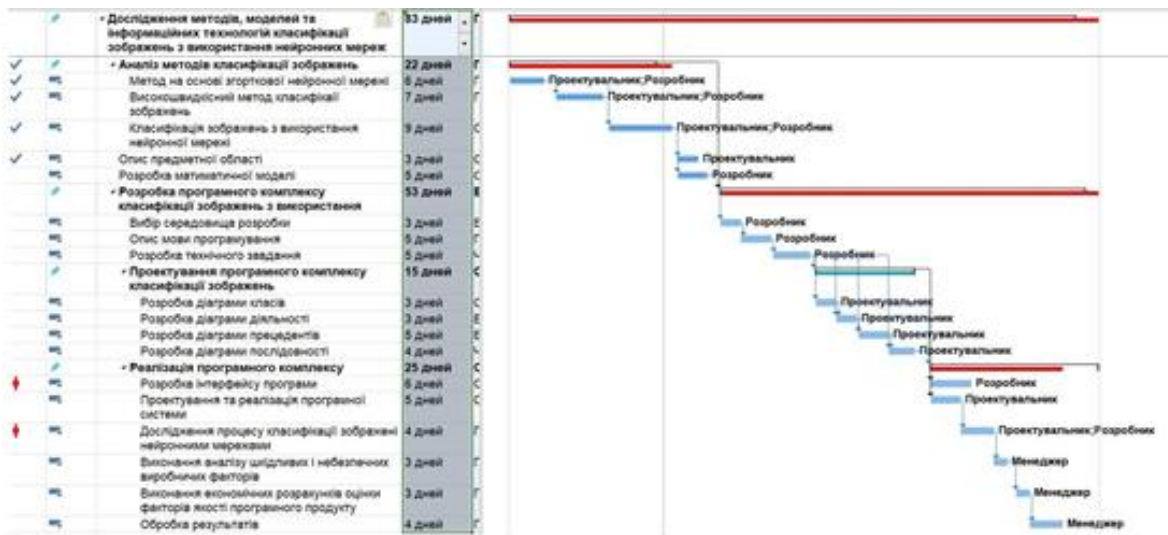 Дослідження методів, моделей та 83 дней
інформаційних технологій класифікації
зображень з використання нейронних мереж
Аналіз методів класифікації зображень 22 дней
Метод на основі згорткової нейронної мережі 6 дней Проектувальник;Розробник
Високошвидкісний метод класифікації 7 дней Проектувальник;Розробник
зображень
Класифікація зображень з використання 9 дней Проектувальник;Розробник
нейронної мережі
Опис предметної області 3 дней Проектувальник
Розробка матиматичної моделі 5 дней Розробник
Розробка програмного комплексу 53 дней
класифікації зображень з використання
Вибір середовища розробки 3 дней Розробник
Опис мови програмування 5 дней Розробник
Розробка технічного завдання 5 дней Розробник
Проектування програмного комплексу 15 дней
класифікації зображень
Розробка діаграми класів 3 дней Проектувальник
Розробка діаграми діяльності 3 дней Проектувальник
Розробка діаграми прецедентів 5 дней Проектувальник
Розробка діаграми послідовності 4 дней Проектувальник
Реалізація програмного комплексу 25 дней
Розробка інтерфейсу програми 6 дней Розробник
Проектування та реалізація програмної 5 дней Проектувальник
системи
Дослідження процесу класифікації зображені 4 дней Проектувальник;Розробник
нейронними мережами
Виконання аналізу шкідливих і небезпечних 3 дней Менеджер
виробничих факторів
Виконання економічних розрахунків оцінки 3 дней Менеджер
факторів якості програмного продукту
Обробка результатів 4 дней Менеджер